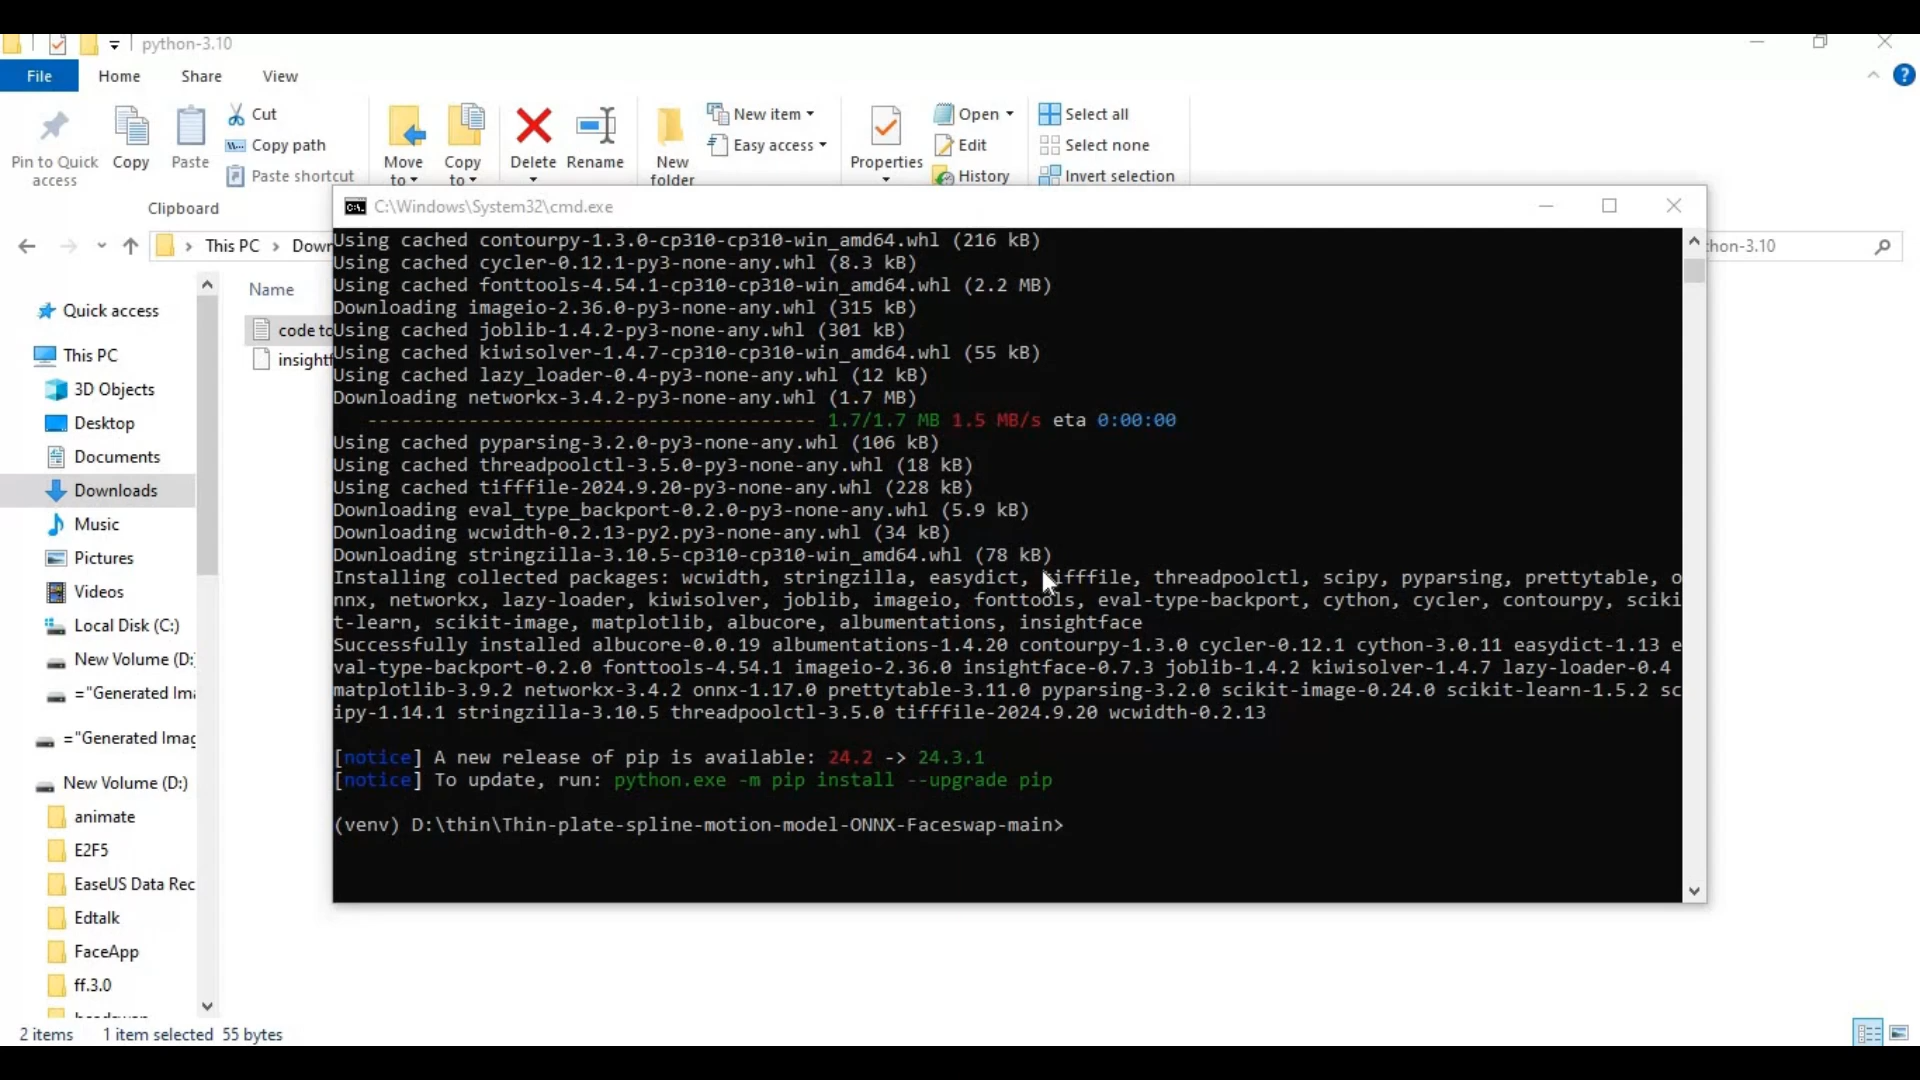 python-3.10
File Home Share View
Pin to Quick access
Copy
Paste
Cut
Copy path
Paste shortcut
Move to
Copy to
Delete
Rename
New folder
New item
Easy access
Properties
Open
Edit
History
Select all
Select none
Invert selection
Clipboard
This PC > Down
hon-3.10
Name
code to
insightf
Quick access
This PC
3D Objects
Desktop
Documents
Downloads
Music
Pictures
Videos
Local Disk (C:)
New Volume (D:
="Generated Ima
="Generated Imag
New Volume (D:)
animate
E2F5
EaseUS Data Rec
Edtalk
FaceApp
ff.3.0
2 items 1 item selected 55 bytes
C:\Windows\System32\cmd.exe
Using cached contourpy-1.3.0-cp310-cp310-win_amd64.whl (216 kB)
Using cached cycler-0.12.1-py3-none-any.whl (8.3 kB)
Using cached fonttools-4.54.1-cp310-cp310-win_amd64.whl (2.2 MB)
Downloading imageio-2.36.0-py3-none-any.whl (315 kB)
Using cached joblib-1.4.2-py3-none-any.whl (301 kB)
Using cached kiwisolver-1.4.7-cp310-cp310-win_amd64.whl (55 kB)
Using cached lazy_loader-0.4-py3-none-any.whl (12 kB)
Downloading networkx-3.4.2-py3-none-any.whl (1.7 MB)
---------------------------------------- 1.7/1.7 MB 1.5 MB/s eta 0:00:00
Using cached pyparsing-3.2.0-py3-none-any.whl (106 kB)
Using cached threadpoolctl-3.5.0-py3-none-any.whl (18 kB)
Using cached tifffile-2024.9.20-py3-none-any.whl (228 kB)
Downloading eval_type_backport-0.2.0-py3-none-any.whl (5.9 kB)
Downloading wcwidth-0.2.13-py2.py3-none-any.whl (34 kB)
Downloading stringzilla-3.10.5-cp310-cp310-win_amd64.whl (78 kB)
Installing collected packages: wcwidth, stringzilla, easydict, tifffile, threadpoolctl, scipy, pyparsing, prettytable, o
nnx, networkx, lazy-loader, kiwisolver, joblib, imageio, fonttools, eval-type-backport, cython, cycler, contourpy, sciki
t-learn, scikit-image, matplotlib, albucore, albumentations, insightface
Successfully installed albucore-0.0.19 albumentations-1.4.20 contourpy-1.3.0 cycler-0.12.1 cython-3.0.11 easydict-1.13 e
val-type-backport-0.2.0 fonttools-4.54.1 imageio-2.36.0 insightface-0.7.3 joblib-1.4.2 kiwisolver-1.4.7 lazy-loader-0.4
matplotlib-3.9.2 networkx-3.4.2 onnx-1.17.0 prettytable-3.11.0 pyparsing-3.2.0 scikit-image-0.24.0 scikit-learn-1.5.2 sc
ipy-1.14.1 stringzilla-3.10.5 threadpoolctl-3.5.0 tifffile-2024.9.20 wcwidth-0.2.13
[notice] A new release of pip is available: 24.2 -> 24.3.1
[notice] To update, run: python.exe -m pip install --upgrade pip
(venv) D:\thin\Thin-plate-spline-motion-model-ONNX-Faceswap-main>